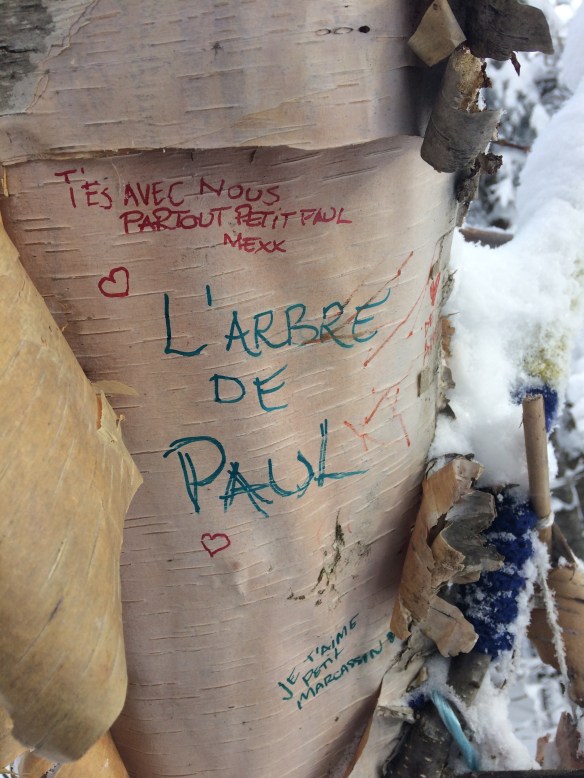 T'ES AVEC NOUS
PARTOUT PETIT PAUL
MEXX
L'ARBRE
DE
PAUL
JE T'AIME
PETIT
MARCASSIN